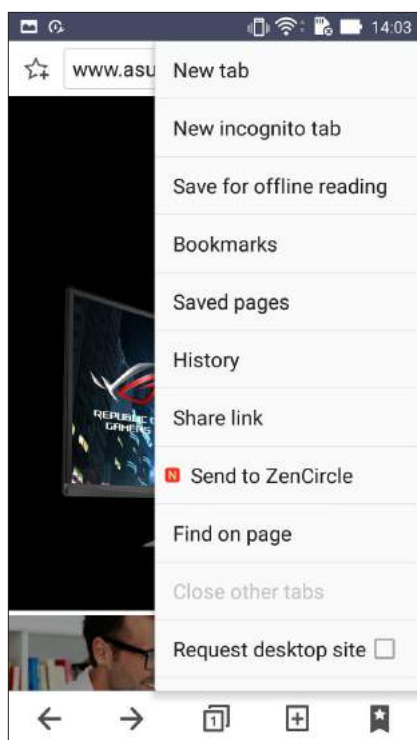 14:03
www.asu
New tab
New incognito tab
Save for offline reading
Bookmarks
Saved pages
History
Share link
REPUBLIC O
GAMERS
N Send to ZenCircle
Find on page
Close other tabs
Request desktop site
1